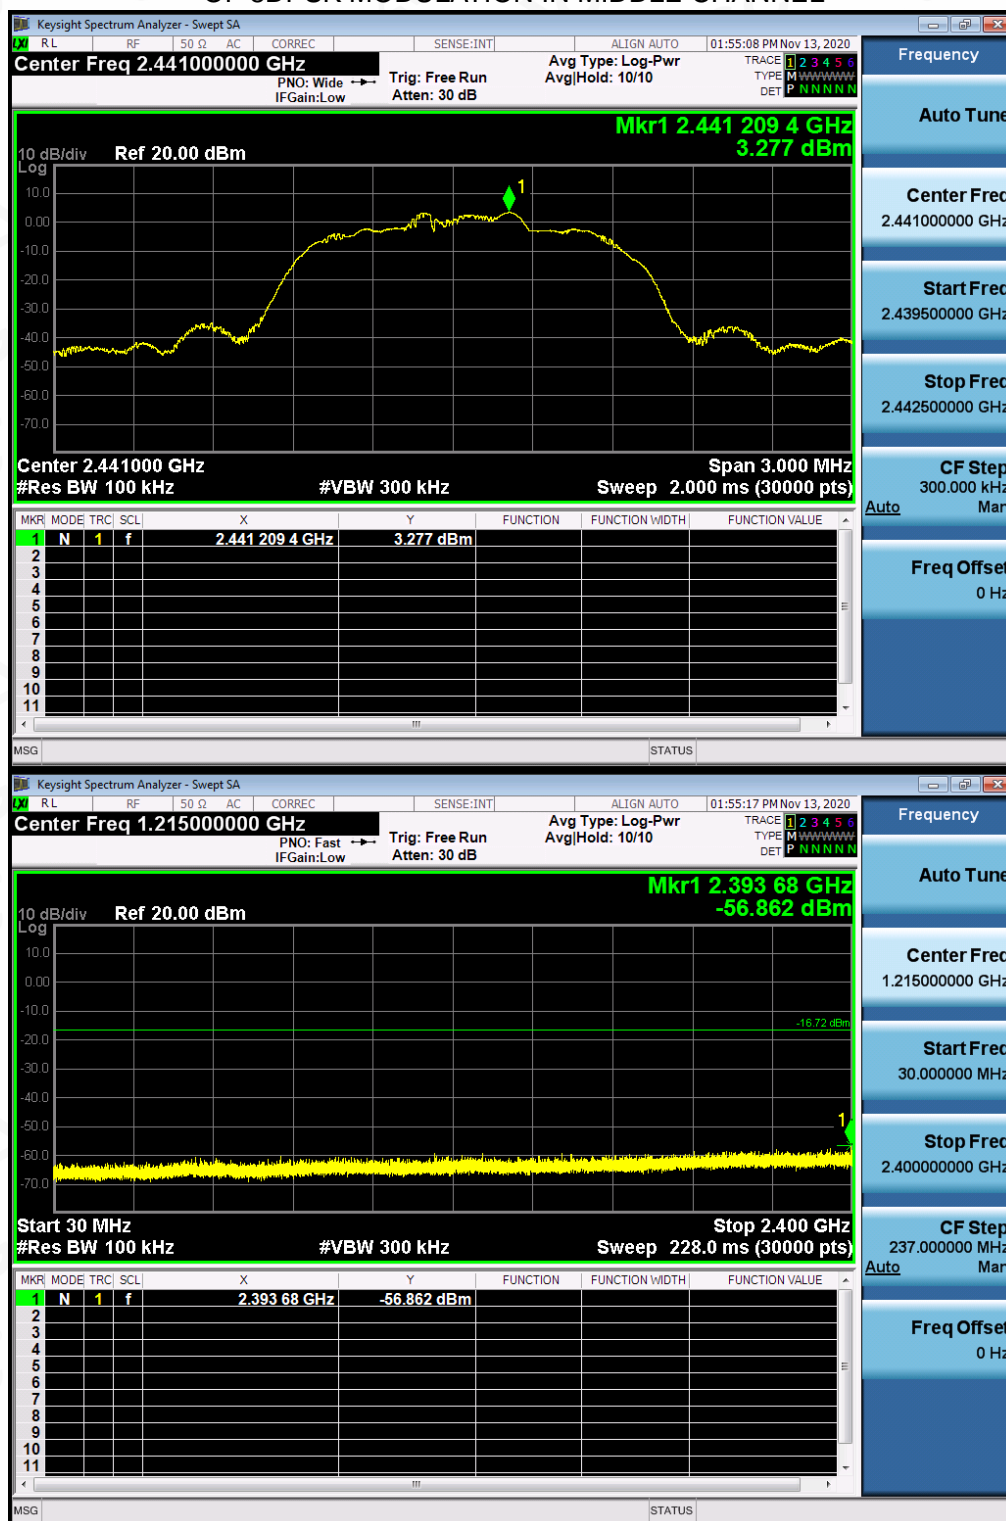 OF 8DPSK MODULATION IN MIDDLE CHANNEL
Keysight Spectrum Analyzer - Swept SA
LXI RL RF 50 Ω AC CORREC SENSE:INT ALIGN AUTO 01:55:08 PM Nov 13, 2020
Center Freq 2.441000000 GHz
PNO: Wide
IFGain:Low
Trig: Free Run
Atten: 30 dB
Avg Type: Log-Pwr
Avg|Hold: 10/10
TRACE 1 2 3 4 5 6
TYPE M WWWWW
DET P N N N N N
Frequency
Auto Tune
Mkr1 2.441 209 4 GHz
3.277 dBm
10 dB/div Ref 20.00 dBm
Log
10.0
0.00
-10.0
-20.0
-30.0
-40.0
-50.0
-60.0
-70.0
1
Center 2.441000 GHz Span 3.000 MHz
#Res BW 100 kHz #VBW 300 kHz Sweep 2.000 ms (30000 pts)
Center Freq
2.441000000 GHz
Start Freq
2.439500000 GHz
Stop Freq
2.442500000 GHz
CF Step
300.000 kHz
Auto Man
Freq Offset
0 Hz
MKR MODE TRC SCL X Y FUNCTION FUNCTION WIDTH FUNCTION VALUE
1 N 1 f 2.441 209 4 GHz 3.277 dBm
2
3
4
5
6
7
8
9
10
11
MSG STATUS
Keysight Spectrum Analyzer - Swept SA
LXI RL RF 50 Ω AC CORREC SENSE:INT ALIGN AUTO 01:55:17 PM Nov 13, 2020
Center Freq 1.215000000 GHz
PNO: Fast
IFGain:Low
Trig: Free Run
Atten: 30 dB
Avg Type: Log-Pwr
Avg|Hold: 10/10
TRACE 1 2 3 4 5 6
TYPE M WWWWW
DET P N N N N N
Frequency
Auto Tune
Mkr1 2.393 68 GHz
-56.862 dBm
10 dB/div Ref 20.00 dBm
Log
10.0
0.00
-10.0
-20.0
-30.0
-40.0
-50.0
-60.0
-70.0
-16.72 dBm
1
Start 30 MHz Stop 2.400 GHz
#Res BW 100 kHz #VBW 300 kHz Sweep 228.0 ms (30000 pts)
Center Freq
1.215000000 GHz
Start Freq
30.000000 MHz
Stop Freq
2.400000000 GHz
CF Step
237.000000 MHz
Auto Man
Freq Offset
0 Hz
MKR MODE TRC SCL X Y FUNCTION FUNCTION WIDTH FUNCTION VALUE
1 N 1 f 2.393 68 GHz -56.862 dBm
2
3
4
5
6
7
8
9
10
11
MSG STATUS